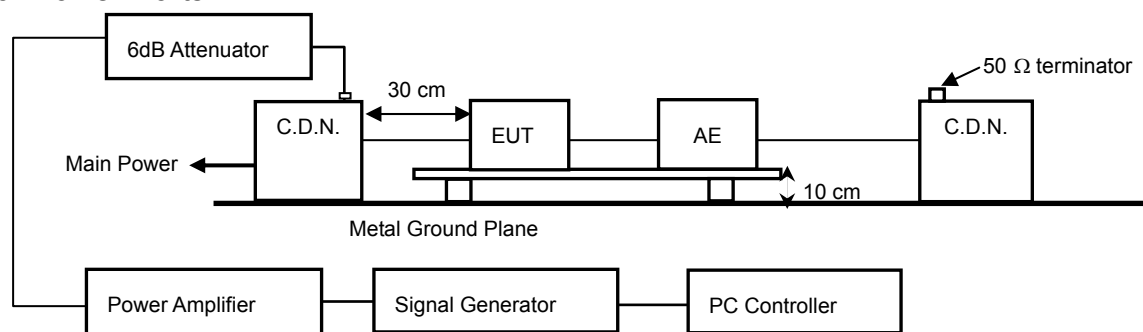 6dB Attenuator
50 Ω terminator
30 cm
C.D.N.
EUT
AE
C.D.N.
Main Power
10 cm
Metal Ground Plane
Power Amplifier
Signal Generator
PC Controller